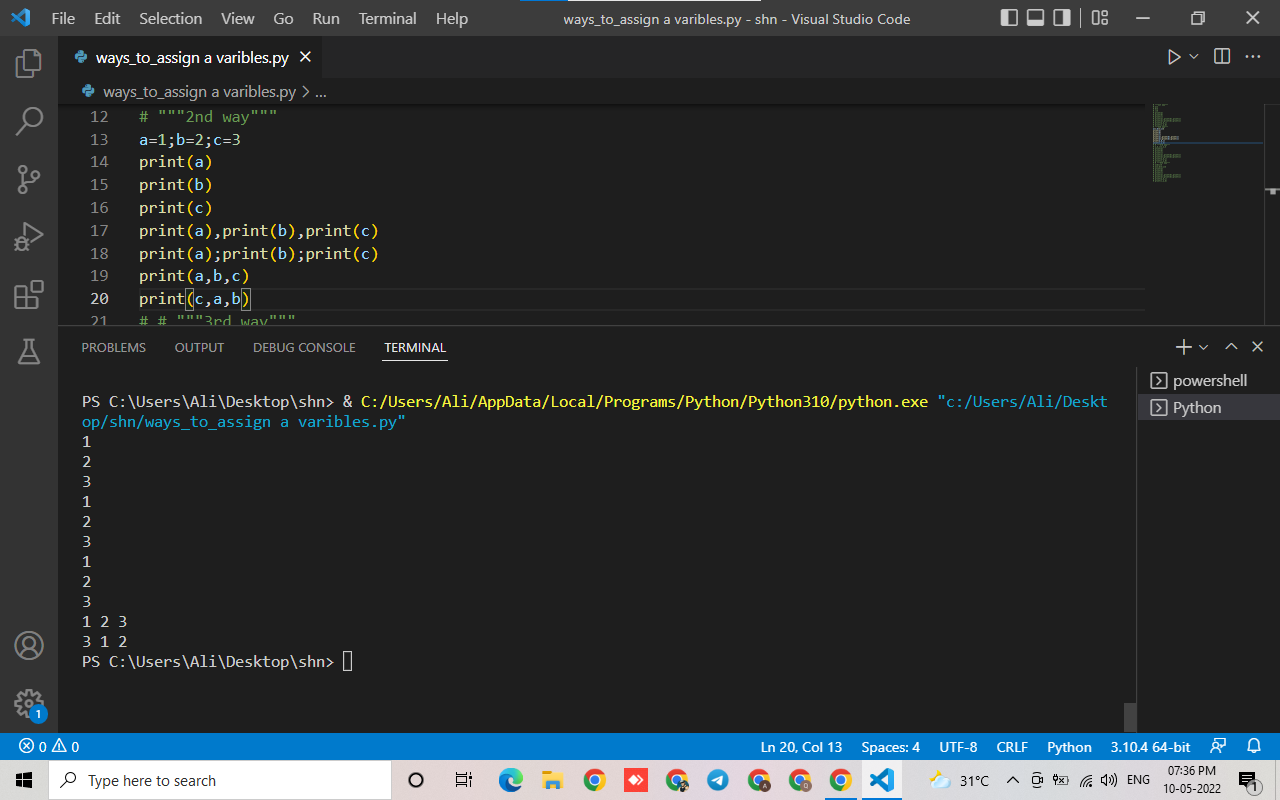 File Edit Selection View Go Run Terminal Help
ways_to_assign a varibles.py - shn - Visual Studio Code
ways_to_assign a varibles.py
ways_to_assign a varibles.py > ...
12 # """2nd way"""
13 a=1;b=2;c=3
14 print(a)
15 print(b)
16 print(c)
17 print(a),print(b),print(c)
18 print(a);print(b);print(c)
19 print(a,b,c)
20 print(c,a,b)
21 # # """3rd way"""
PROBLEMS OUTPUT DEBUG CONSOLE TERMINAL
powershell
Python
PS C:\Users\Ali\Desktop\shn> & C:/Users/Ali/AppData/Local/Programs/Python/Python310/python.exe "c:/Users/Ali/Deskt
op/shn/ways_to_assign a varibles.py"
1
2
3
1
2
3
1
2
3
1 2 3
3 1 2
PS C:\Users\Ali\Desktop\shn>
1
0 0
Ln 20, Col 13 Spaces: 4 UTF-8 CRLF Python 3.10.4 64-bit
Type here to search
31°C
ENG
07:36 PM
10-05-2022
1